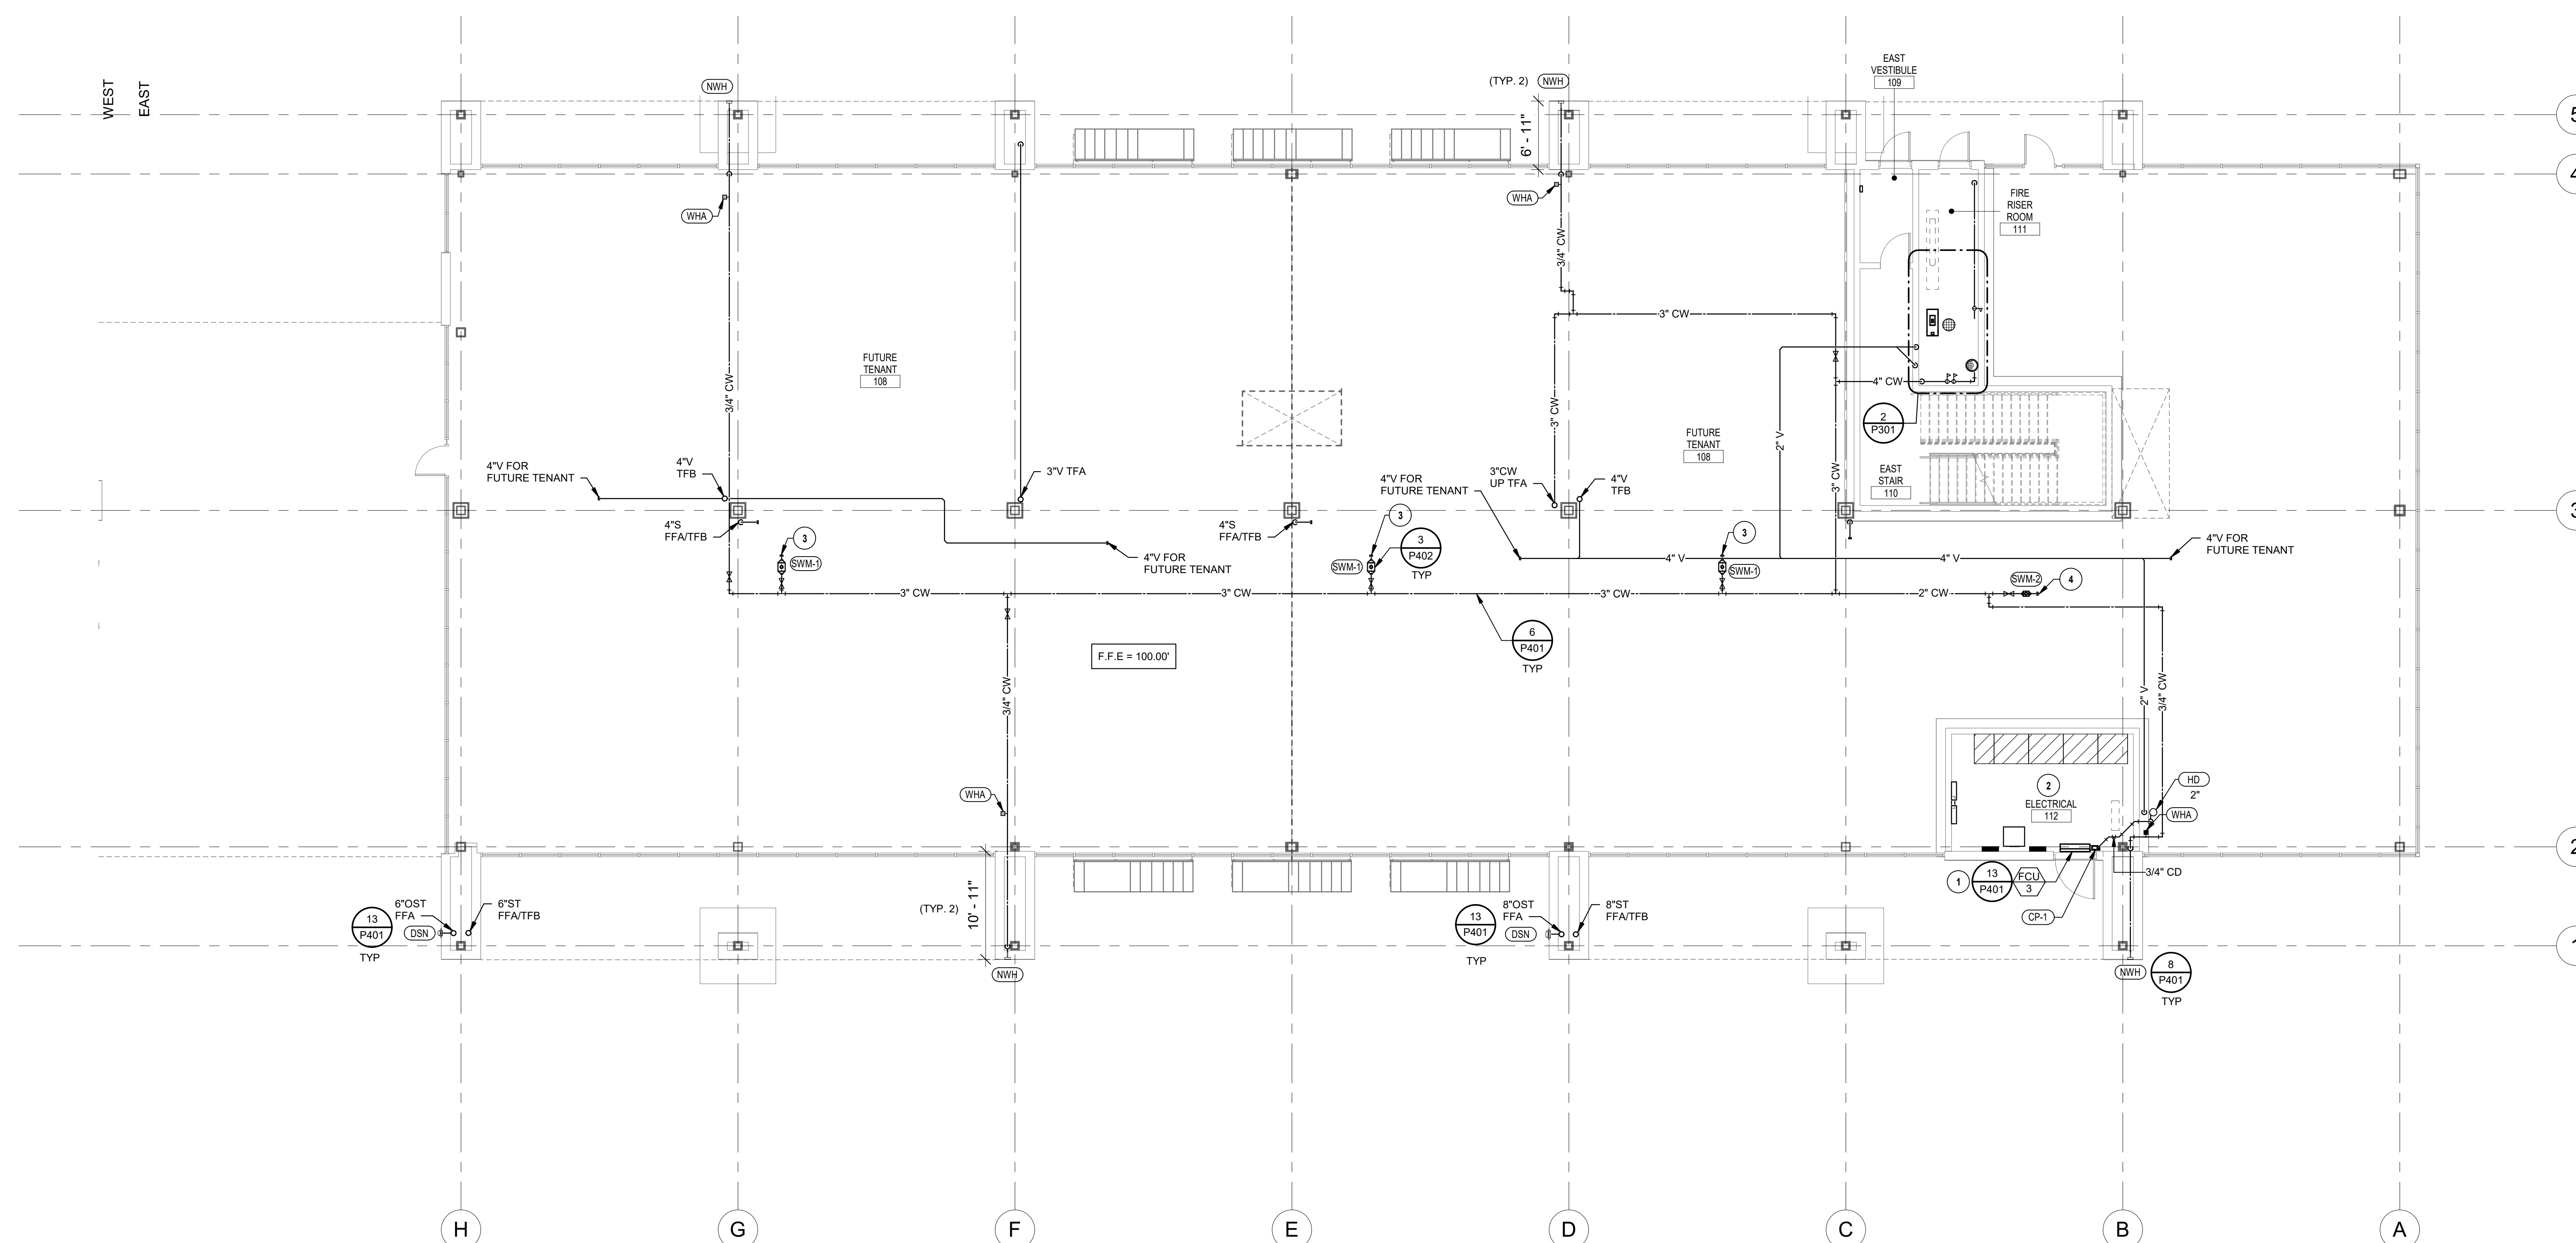 WEST
EAST
NWH
(TYP. 2)
NWH
6' - 11"
EAST
VESTIBULE
109
5
4
WHA
WHA
FIRE
RISER
ROOM
111
3/4" CW
3" CW
FUTURE
TENANT
108
3/4" CW
4" CW
3" CW
2
P301
FUTURE
TENANT
108
2" V
EAST
STAIR
110
3" CW
4"V FOR
FUTURE TENANT
4"V
TFB
3"V TFA
4"V FOR
FUTURE TENANT
3"CW
UP TFA
4"V
TFB
3
4"S
FFA/TFB
3
SWM-1
4"V FOR
FUTURE TENANT
4"S
FFA/TFB
3
SWM-1
3
P402
TYP
3
SWM-1
4" V
4" V
4"V FOR
FUTURE TENANT
SWM-2
4
3" CW
3" CW
3" CW
2" CW
6
P401
TYP
F.F.E = 100.00'
3/4" CW
2" V
3/4" CW
WHA
2
ELECTRICAL
112
HD
2"
WHA
2
3/4" CD
1
13
P401
FCU
3
CP-1
13
P401
TYP
6"OST
FFA
DSN
6"ST
FFA/TFB
(TYP. 2)
10' - 11"
NWH
13
P401
TYP
8"OST
FFA
DSN
8"ST
FFA/TFB
NWH
8
P401
TYP
1
H
G
F
E
D
C
B
A